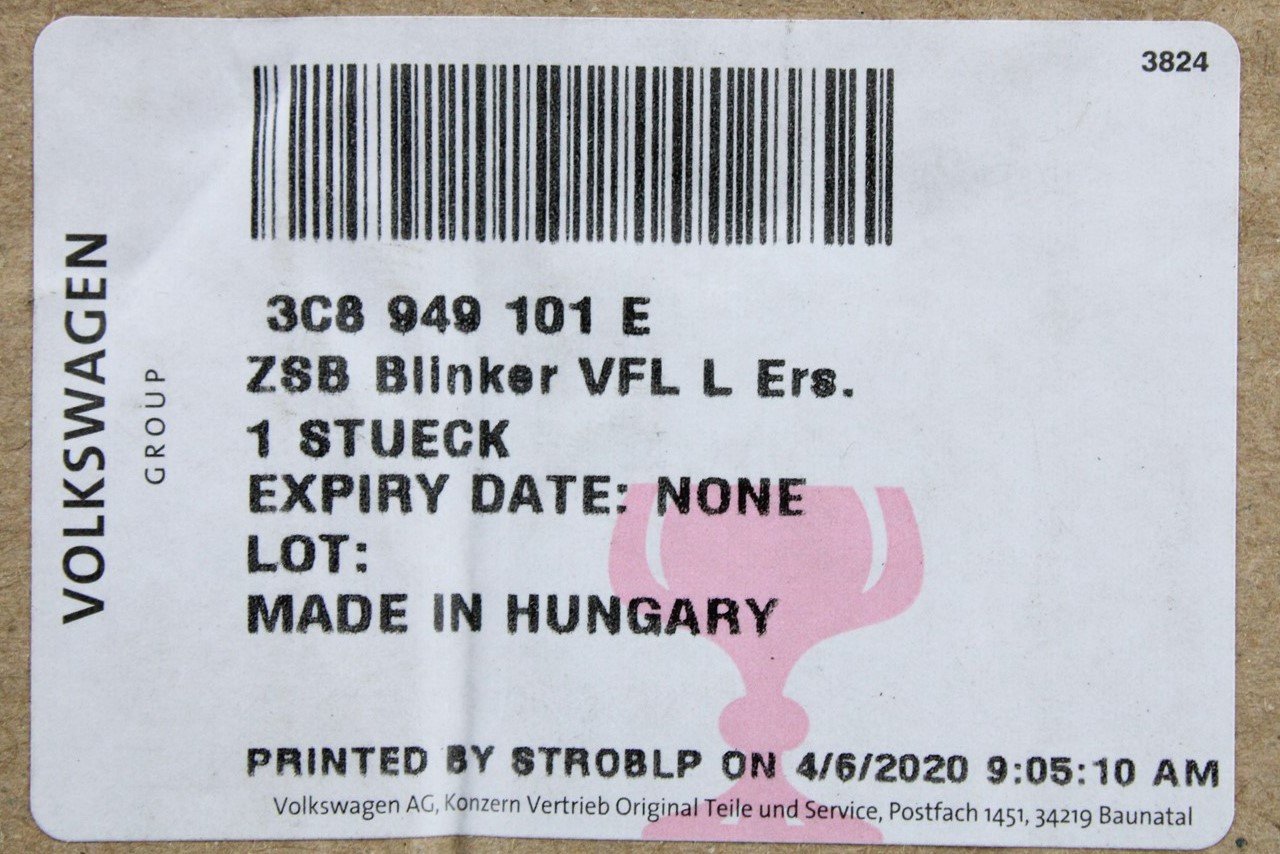 3824
VOLKSWAGEN
GROUP
3C8 949 101 E
ZSB Blinker VFL L Ers.
1 STUECK
EXPIRY DATE: NONE
LOT:
MADE IN HUNGARY
PRINTED BY STROBLP ON 4/6/2020 9:05:10 AM
Volkswagen AG, Konzern Vertrieb Original Teile und Service, Postfach 1451, 34219 Baunatal